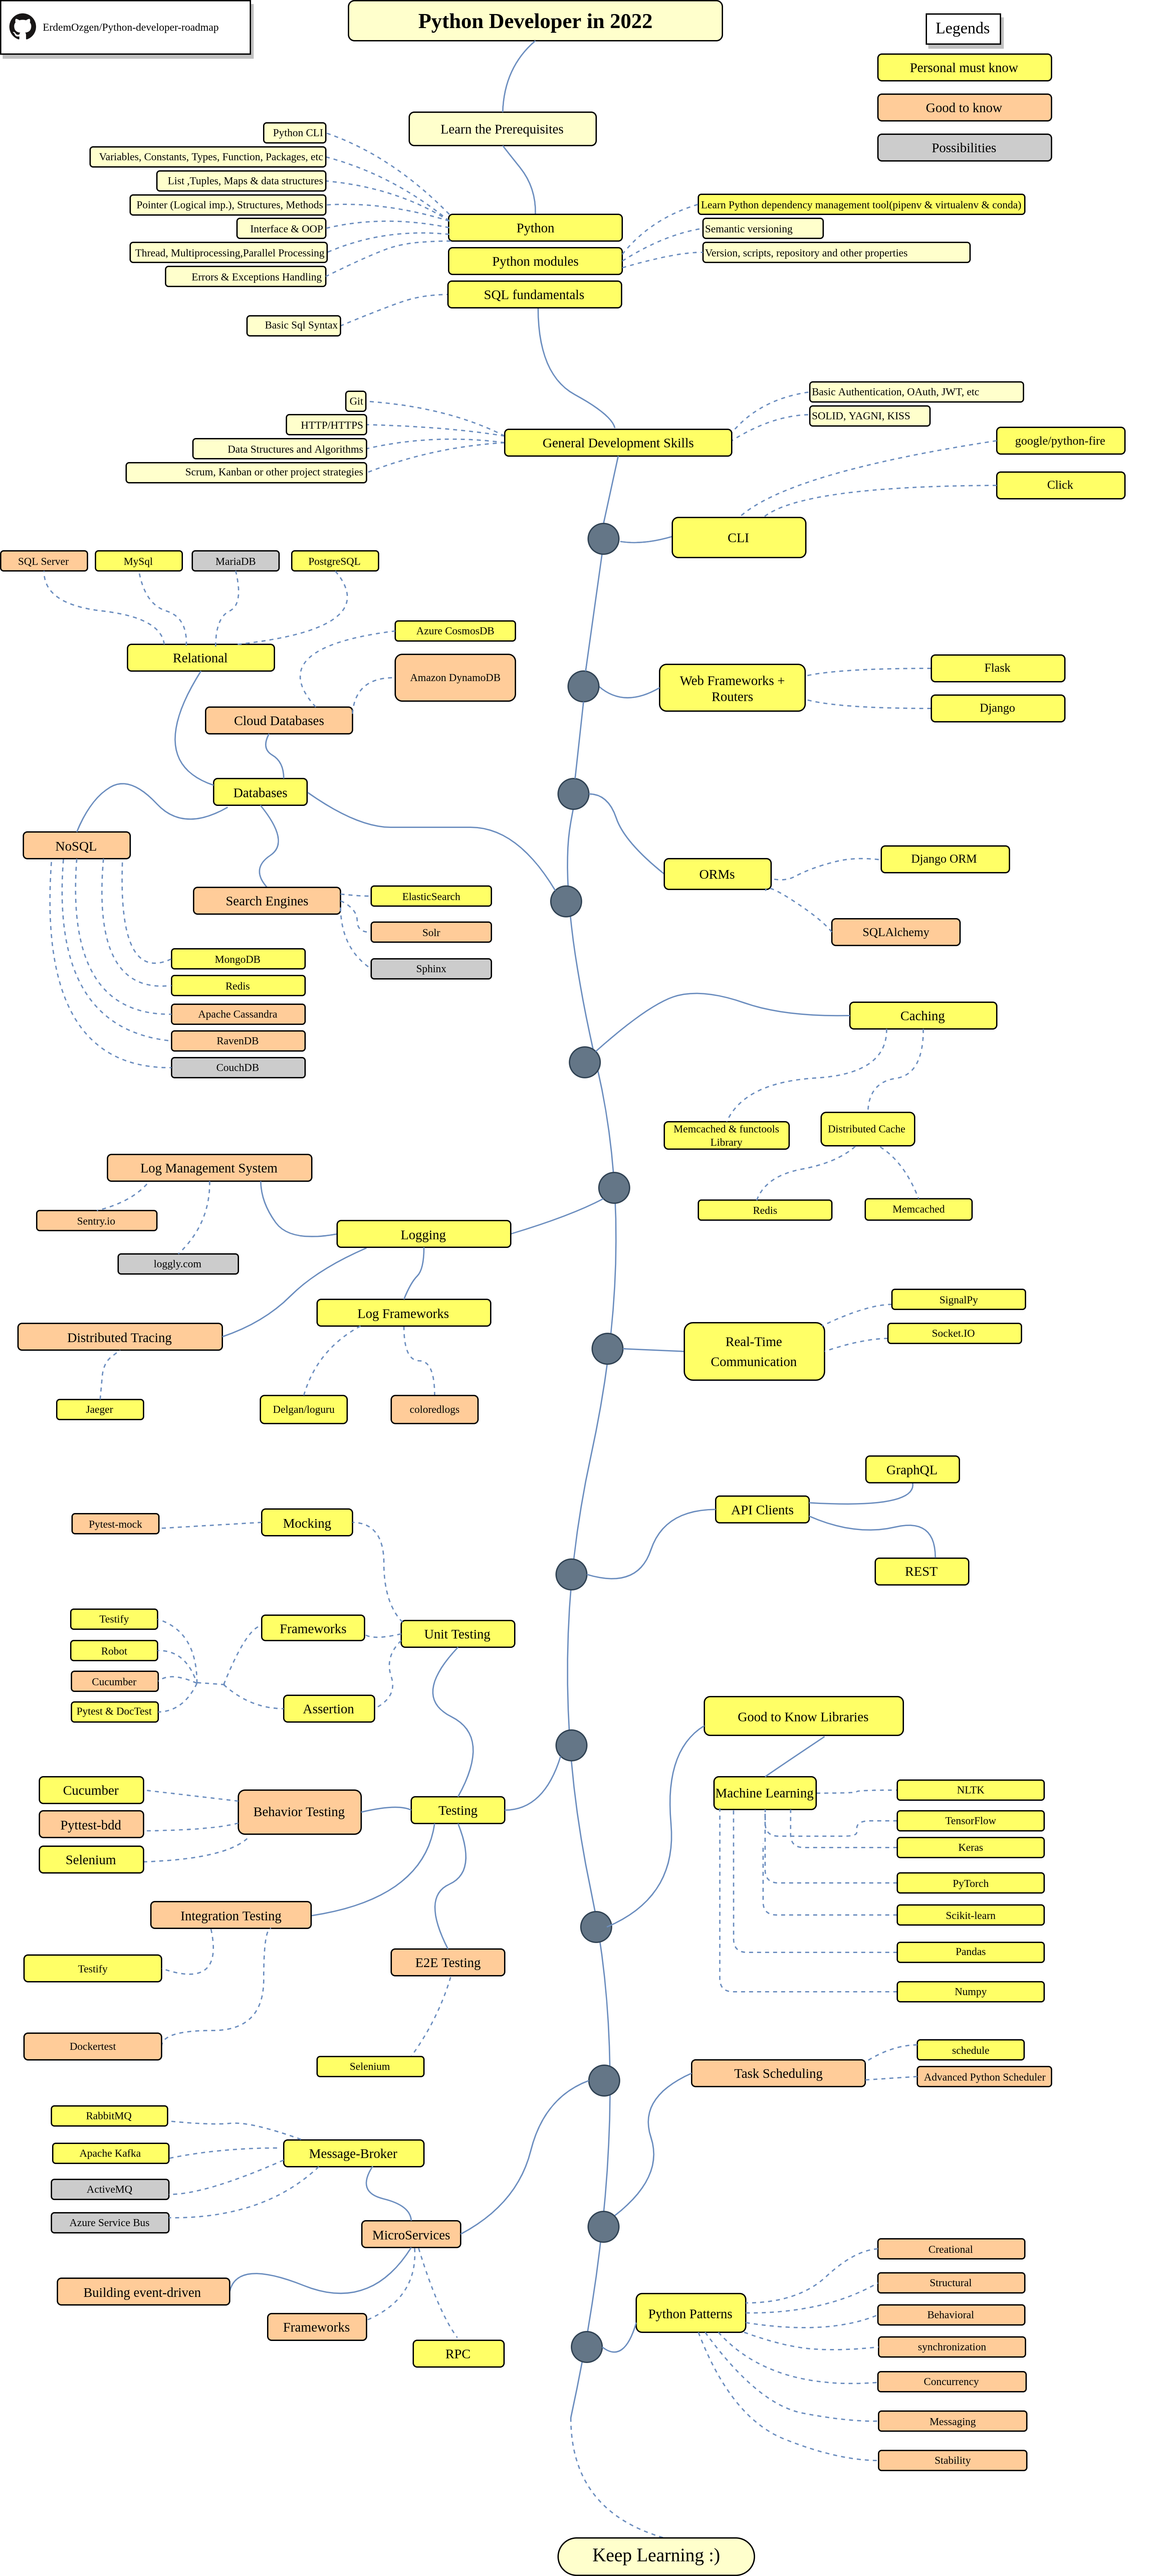 ErdemOzgen/Python-developer-roadmap
Python Developer in 2022
Legends
Personal must know
Good to know
Possibilities
Learn the Prerequisites
Python CLI
Variables, Constants, Types, Function, Packages, etc
List ,Tuples, Maps & data structures
Pointer (Logical imp.), Structures, Methods
Interface & OOP
Thread, Multiprocessing,Parallel Processing
Errors & Exceptions Handling
Basic Sql Syntax
Python
Python modules
SQL fundamentals
Learn Python dependency management tool(pipenv & virtualenv & conda)
Semantic versioning
Version, scripts, repository and other properties
Git
HTTP/HTTPS
Data Structures and Algorithms
Scrum, Kanban or other project strategies
General Development Skills
Basic Authentication, OAuth, JWT, etc
SOLID, YAGNI, KISS
google/python-fire
Click
CLI
SQL Server
MySql
MariaDB
PostgreSQL
Relational
Azure CosmosDB
Amazon DynamoDB
Cloud Databases
Web Frameworks +
Routers
Flask
Django
Databases
NoSQL
Search Engines
ElasticSearch
Solr
Sphinx
ORMs
Django ORM
SQLAlchemy
MongoDB
Redis
Apache Cassandra
RavenDB
CouchDB
Caching
Memcached & functools
Library
Distributed Cache
Redis
Memcached
Log Management System
Sentry.io
loggly.com
Logging
Log Frameworks
Distributed Tracing
Jaeger
Delgan/loguru
coloredlogs
Real-Time
Communication
SignalPy
Socket.IO
GraphQL
API Clients
REST
Pytest-mock
Mocking
Testify
Robot
Cucumber
Pytest & DocTest
Frameworks
Unit Testing
Assertion
Good to Know Libraries
Machine Learning
NLTK
TensorFlow
Keras
PyTorch
Scikit-learn
Pandas
Numpy
Cucumber
Pyttest-bdd
Selenium
Behavior Testing
Testing
Integration Testing
Testify
Dockertest
E2E Testing
Selenium
Task Scheduling
schedule
Advanced Python Scheduler
RabbitMQ
Apache Kafka
ActiveMQ
Azure Service Bus
Message-Broker
MicroServices
Building event-driven
Frameworks
RPC
Python Patterns
Creational
Structural
Behavioral
synchronization
Concurrency
Messaging
Stability
Keep Learning :)